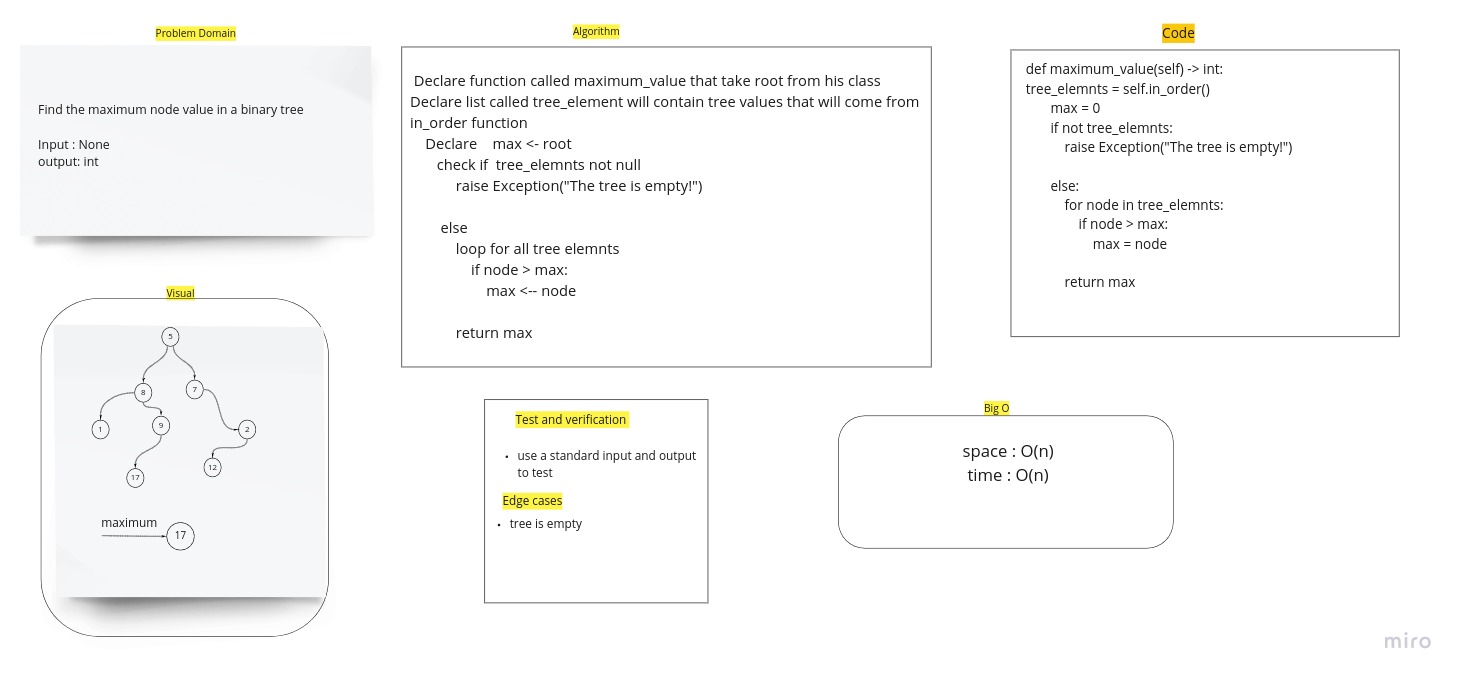 Problem Domain
Find the maximum node value in a binary tree
Input : None
output: int
Visual
5
8
7
1
9
2
17
12
maximum
17
Algorithm
Declare function called maximum_value that take root from his class
Declare list called tree_element will contain tree values that will come from
in_order function
Declare max <- root
check if tree_elemnts not null
raise Exception("The tree is empty!")
else
loop for all tree elemnts
if node > max:
max <-- node
return max
Test and verification
• use a standard input and output
to test
Edge cases
• tree is empty
Code
def maximum_value(self) -> int:
tree_elemnts = self.in_order()
max = 0
if not tree_elemnts:
raise Exception("The tree is empty!")
else:
for node in tree_elemnts:
if node > max:
max = node
return max
Big O
space : O(n)
time : O(n)
miro